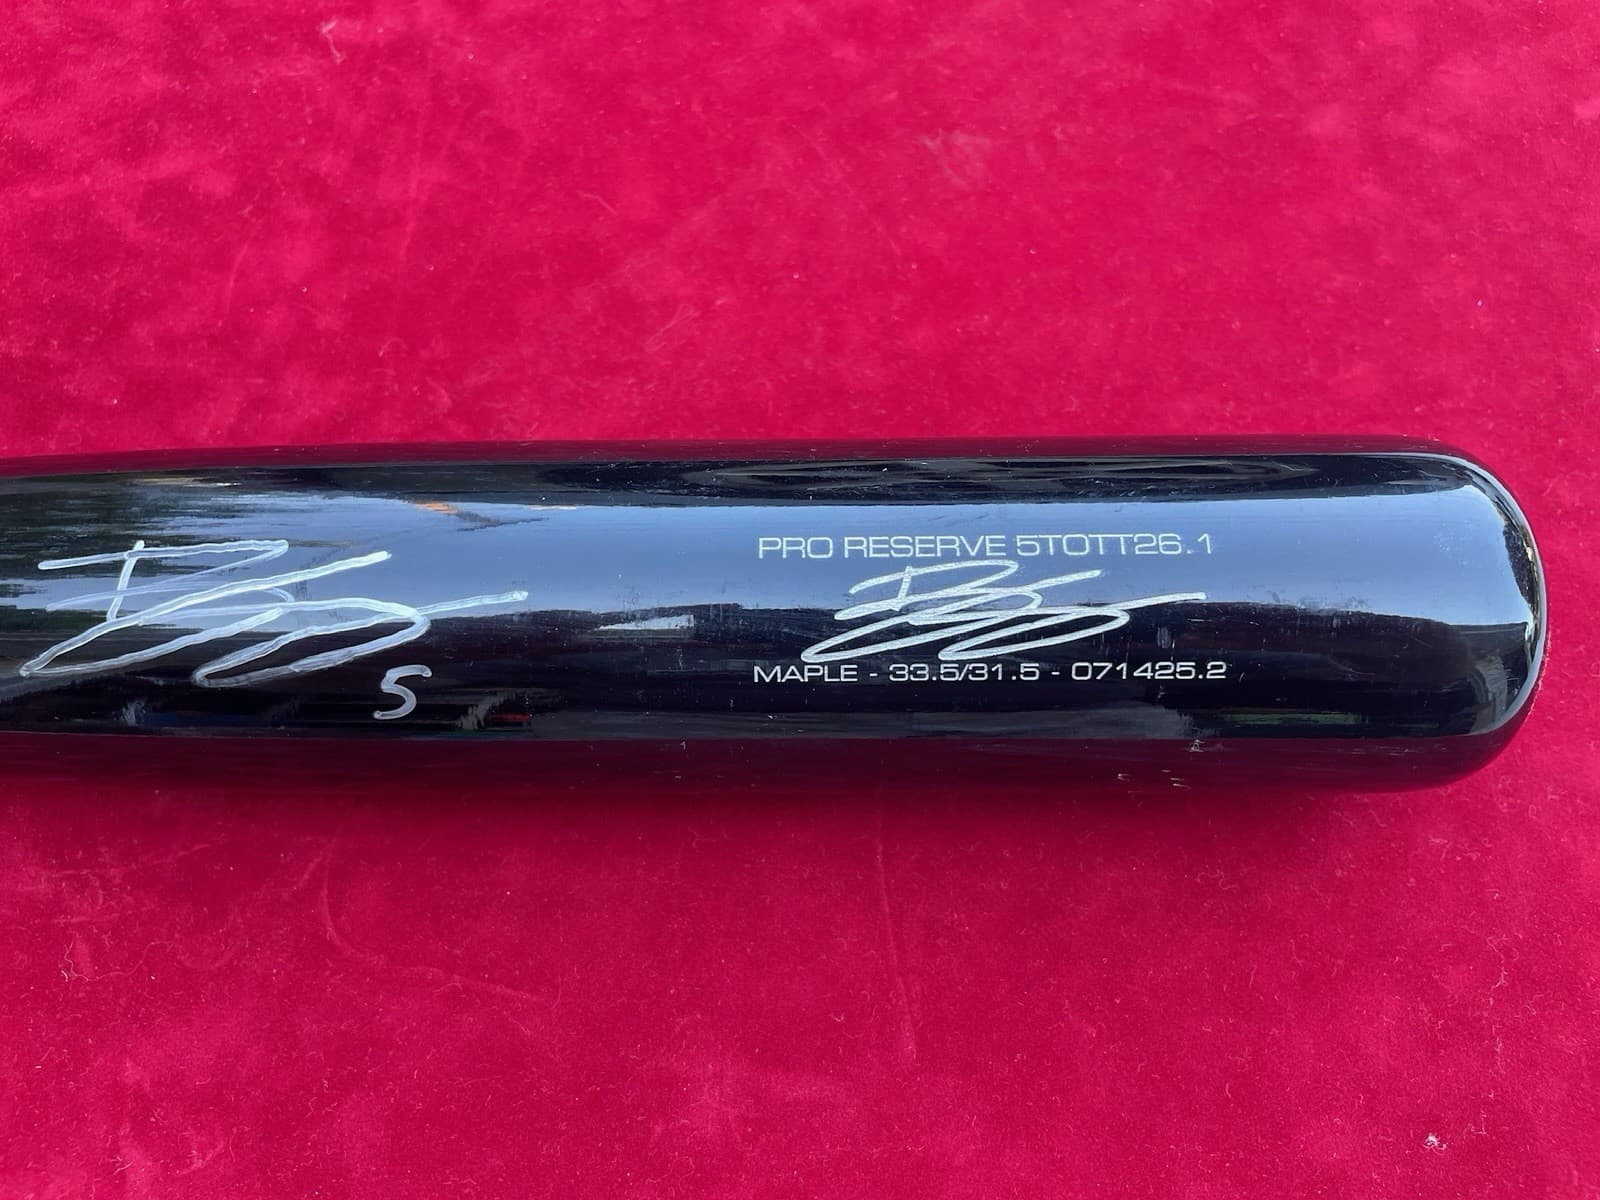 PRO RESERVE 5TOTT26.1
MAPLE - 33.5/31.5 - 071425.2
5